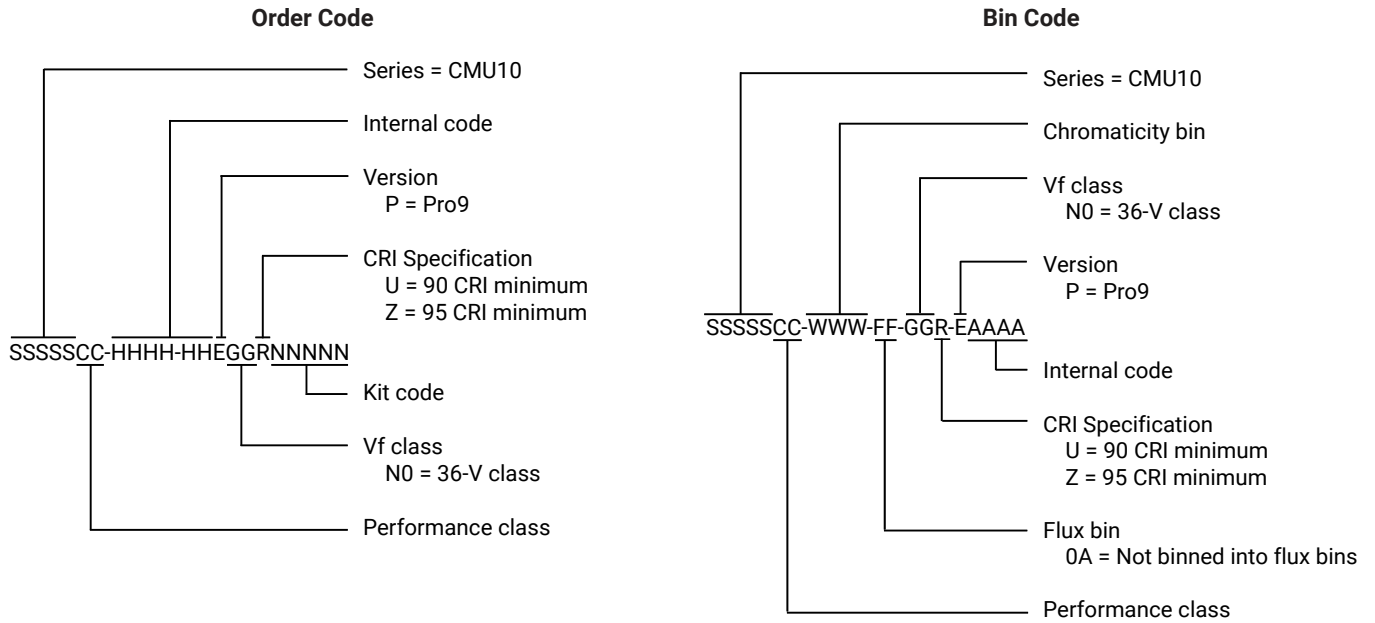 Order Code
Series = CMU10
Internal code
Version
P = Pro9
CRI Specification
U = 90 CRI minimum
Z = 95 CRI minimum
SSSSSCC-HHHH-HHEGGRNNNNN
Kit code
Vf class
N0 = 36-V class
Performance class
Bin Code
Series = CMU10
Chromaticity bin
Vf class
N0 = 36-V class
Version
P = Pro9
SSSSSCC-WWW-FF-GGR-EAAAA
Internal code
CRI Specification
U = 90 CRI minimum
Z = 95 CRI minimum
Flux bin
0A = Not binned into flux bins
Performance class